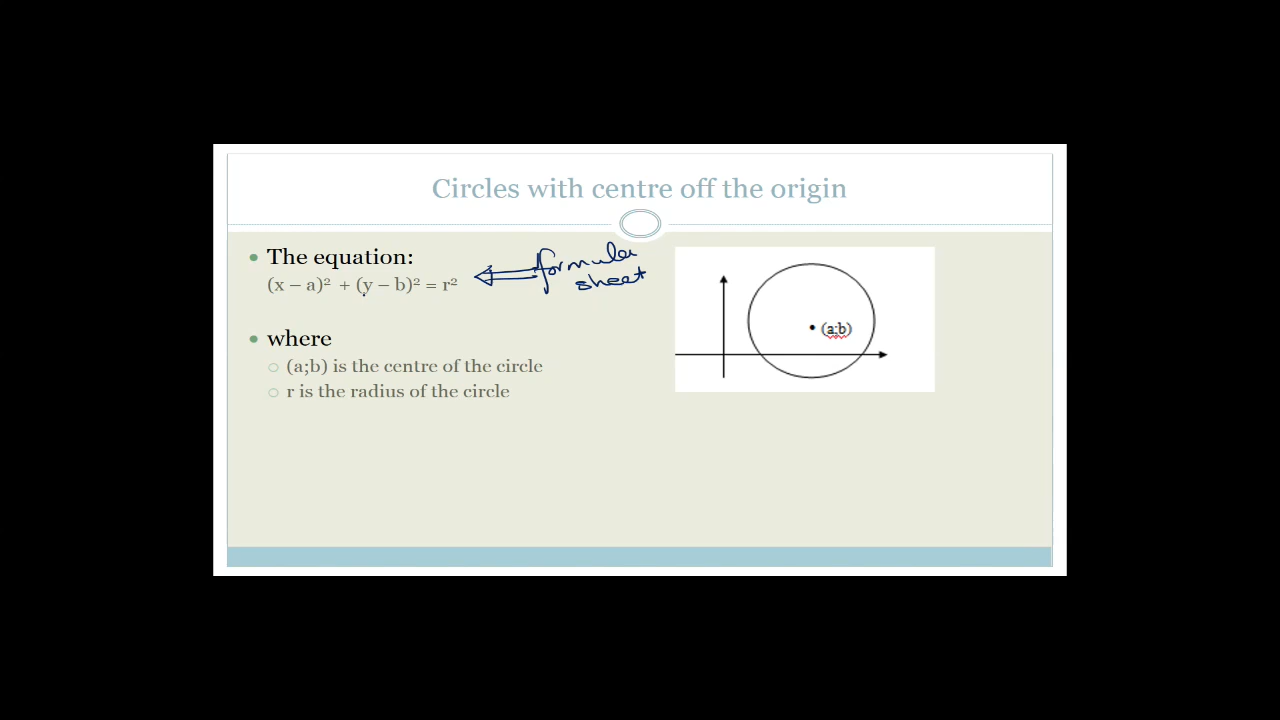 Circles with centre off the origin
• The equation:
(x – a)² + (y – b)² = r²
formula
sheet
• where
○ (a;b) is the centre of the circle
○ r is the radius of the circle
(a;b)